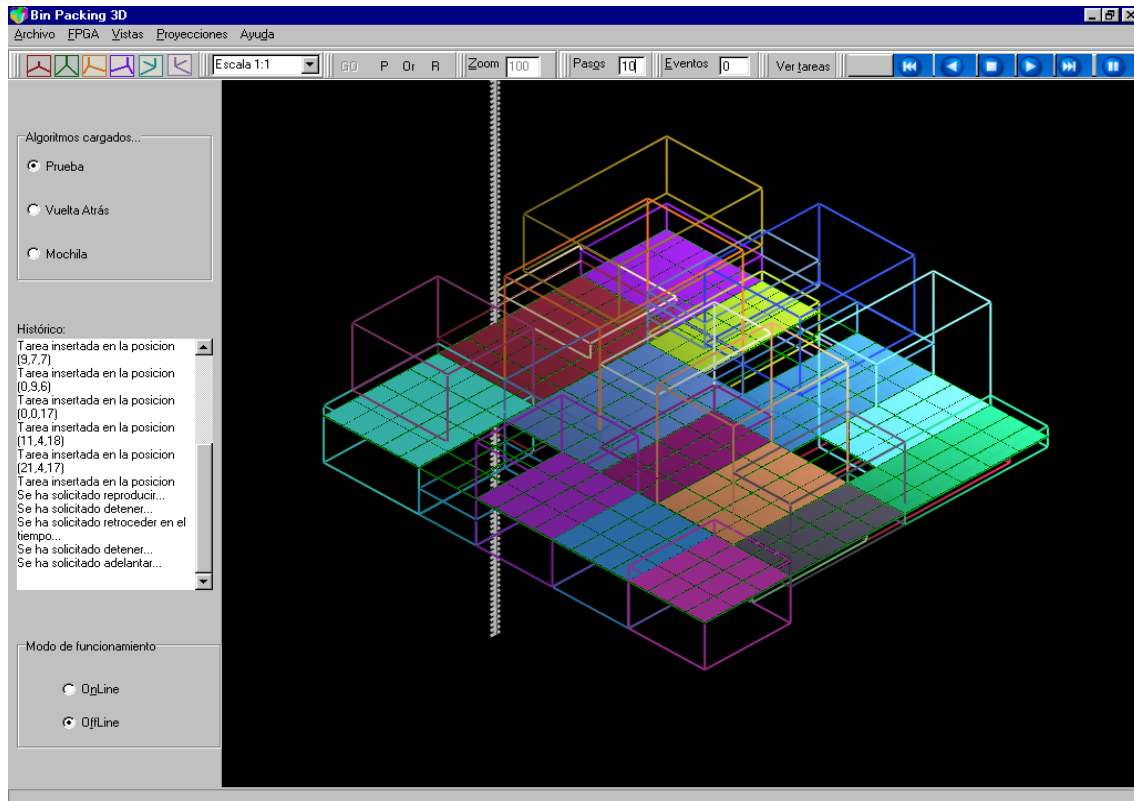 Bin Packing 3D
Archivo FPGA Vistas Proyecciones Ayuda
Escala 1:1 GO P Or R Zoom 100 Pasos 10 Eventos 0 Ver tareas
Algoritmos cargados...
Prueba
Vuelta Atrás
Mochila
Histórico:
Tarea insertada en la posicion
(9,7,7)
Tarea insertada en la posicion
(0,9,6)
Tarea insertada en la posicion
(0,0,17)
Tarea insertada en la posicion
(11,4,18)
Tarea insertada en la posicion
(21,4,17)
Tarea insertada en la posicion
Se ha solicitado reproducir...
Se ha solicitado detener...
Se ha solicitado retroceder en el
tiempo...
Se ha solicitado detener...
Se ha solicitado adelantar...
Modo de funcionamiento
OnLine
OffLine